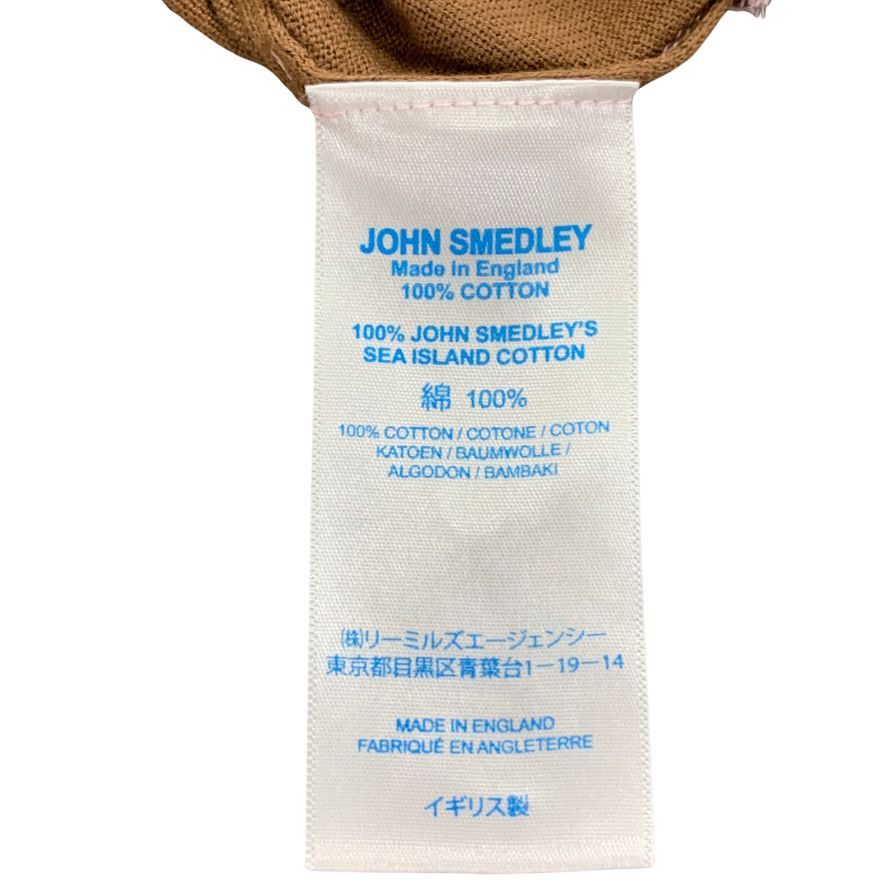 JOHN SMEDLEY
Made in England
100% COTTON
100% JOHN SMEDLEY'S
SEA ISLAND COTTON
綿 100%
100% COTTON / COTONE / COTON
KATOEN / BAUMWOLLE /
ALGODON / BAMBAKI
㈱リーミルズエージェンシー
東京都目黒区青葉台1-19-14
MADE IN ENGLAND
FABRIQUÉ EN ANGLETERRE
イギリス製